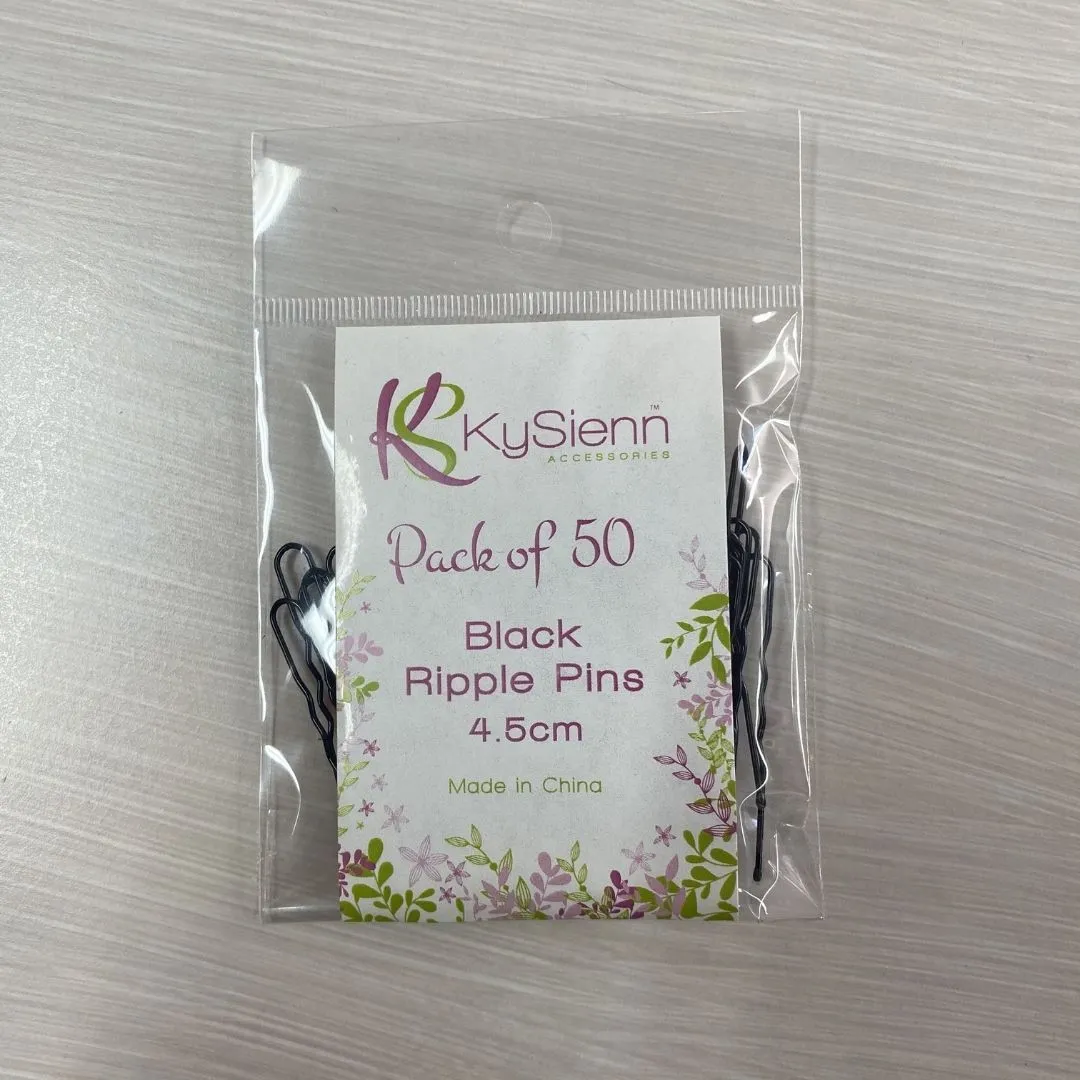 KS KySienn™
ACCESSORIES
Pack of 50
Black
Ripple Pins
4.5cm
Made in China